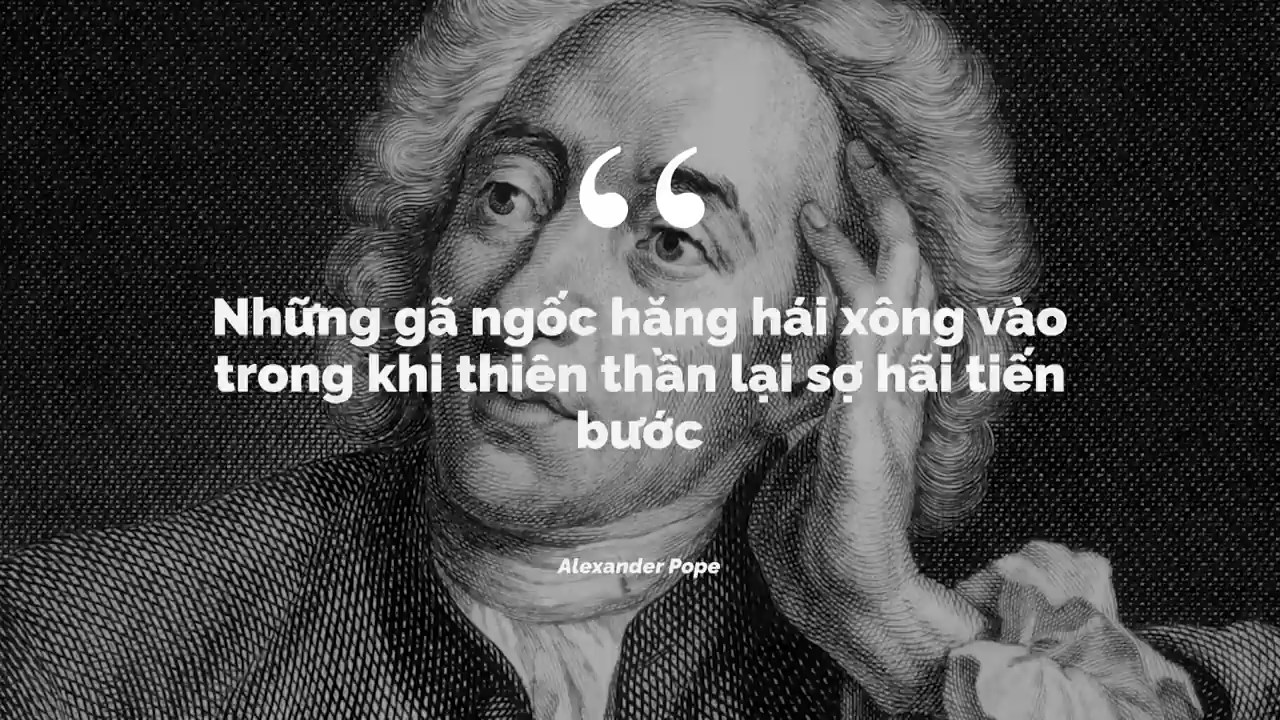 “
Những gã ngốc hăng hái xông vào
trong khi thiên thần lại sợ hãi tiến
bước
Alexander Pope